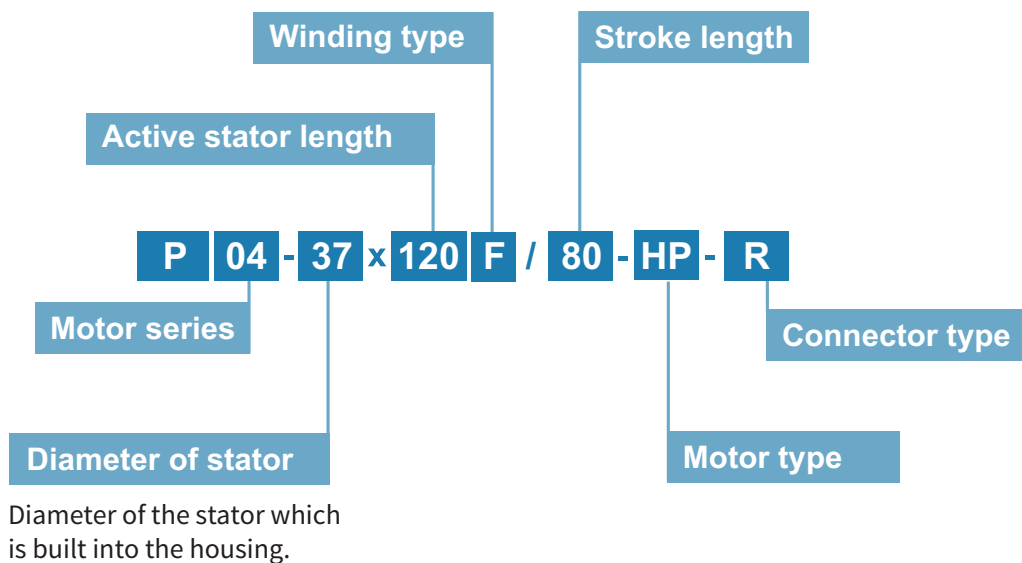 Winding type
Stroke length
Active stator length
P 04 - 37 x 120 F / 80 - HP - R
Motor series
Connector type
Diameter of stator
Motor type
Diameter of the stator which
is built into the housing.